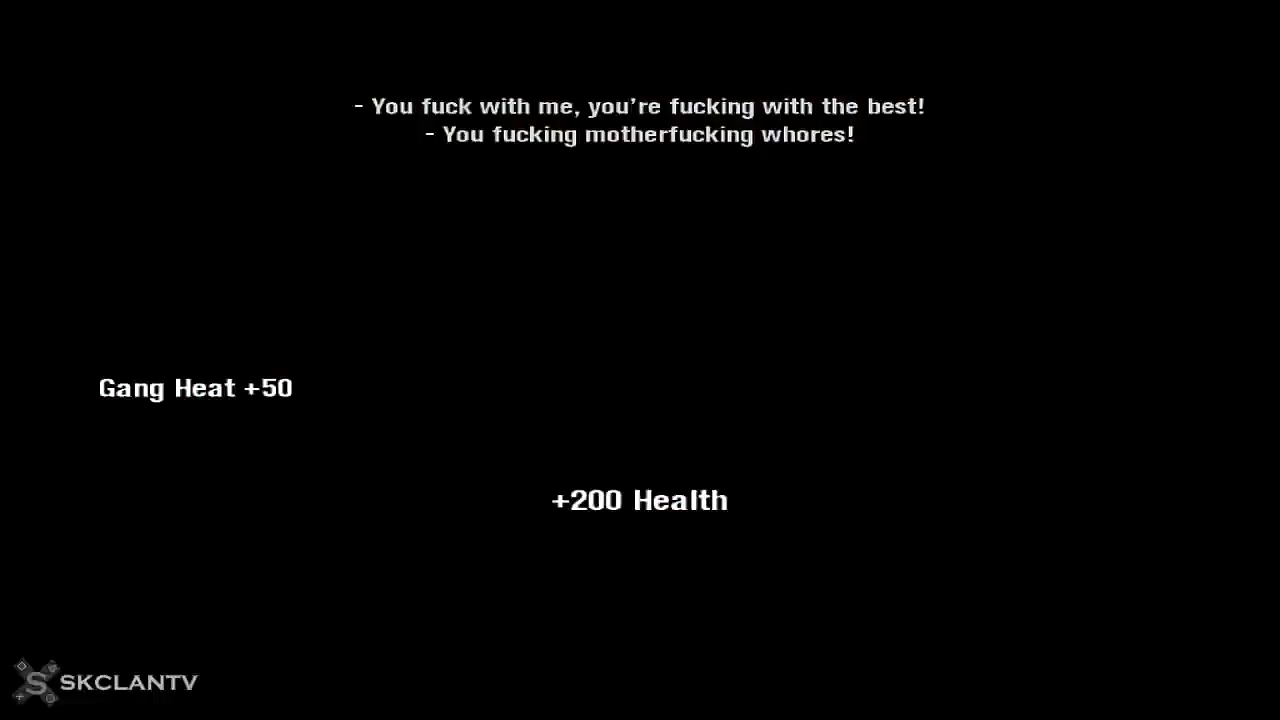 - You fuck with me, you're fucking with the best!
- You fucking motherfucking whores!
Gang Heat +50
+200 Health
S SKCLANTV